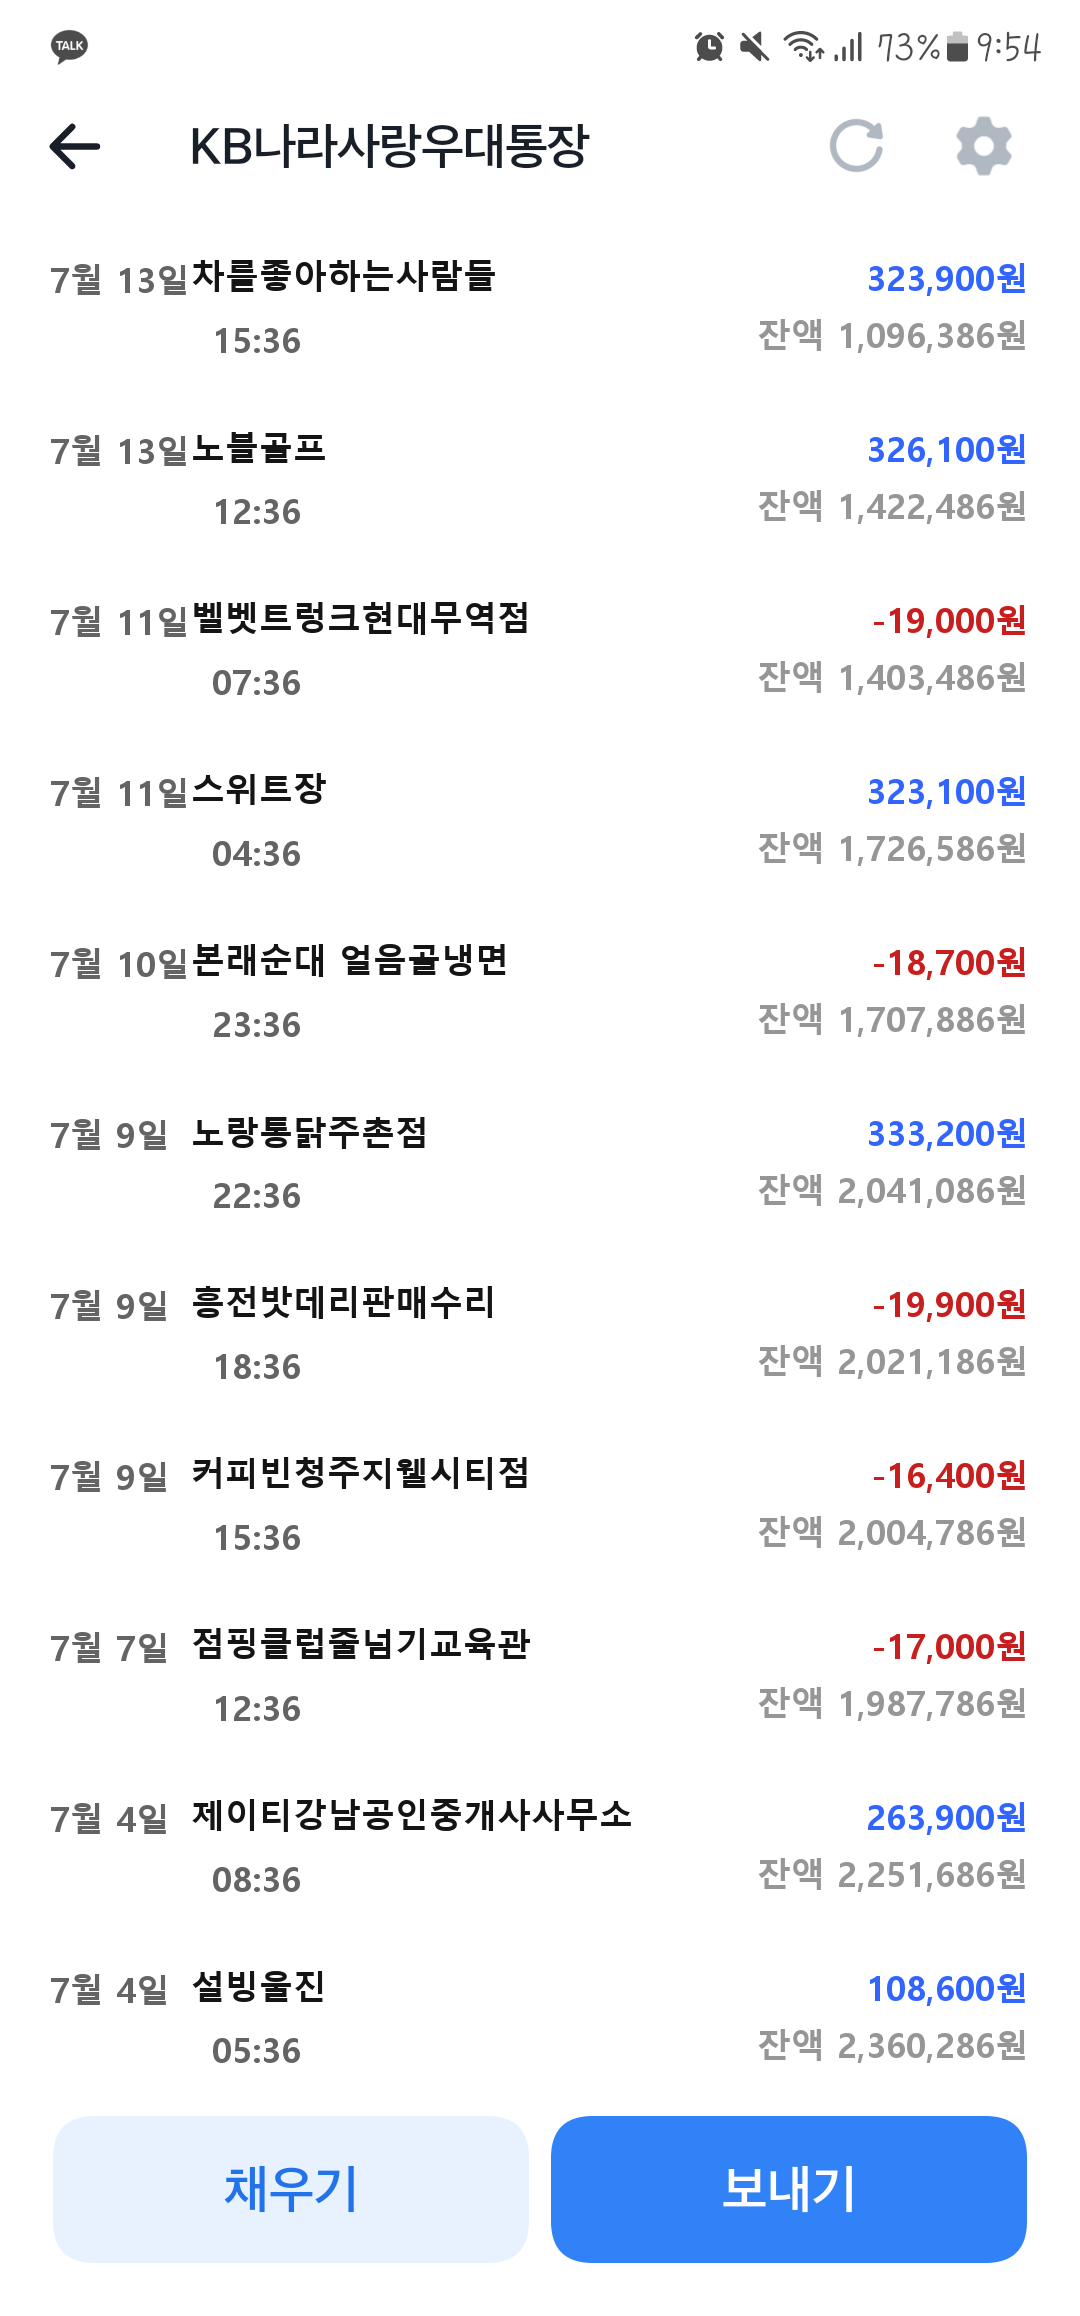 TALK
73% 9:54
KB나라사랑우대통장
7월 13일 차를좋아하는사람들 323,900원
15:36 잔액 1,096,386원
7월 13일 노블골프 326,100원
12:36 잔액 1,422,486원
7월 11일 벨벳트렁크현대무역점 -19,000원
07:36 잔액 1,403,486원
7월 11일 스위트장 323,100원
04:36 잔액 1,726,586원
7월 10일 본래순대 얼음골냉면 -18,700원
23:36 잔액 1,707,886원
7월 9일 노랑통닭주촌점 333,200원
22:36 잔액 2,041,086원
7월 9일 흥전밧데리판매수리 -19,900원
18:36 잔액 2,021,186원
7월 9일 커피빈청주지웰시티점 -16,400원
15:36 잔액 2,004,786원
7월 7일 점핑클럽줄넘기교육관 -17,000원
12:36 잔액 1,987,786원
7월 4일 제이티강남공인중개사사무소 263,900원
08:36 잔액 2,251,686원
7월 4일 설빙울진 108,600원
05:36 잔액 2,360,286원
채우기 보내기